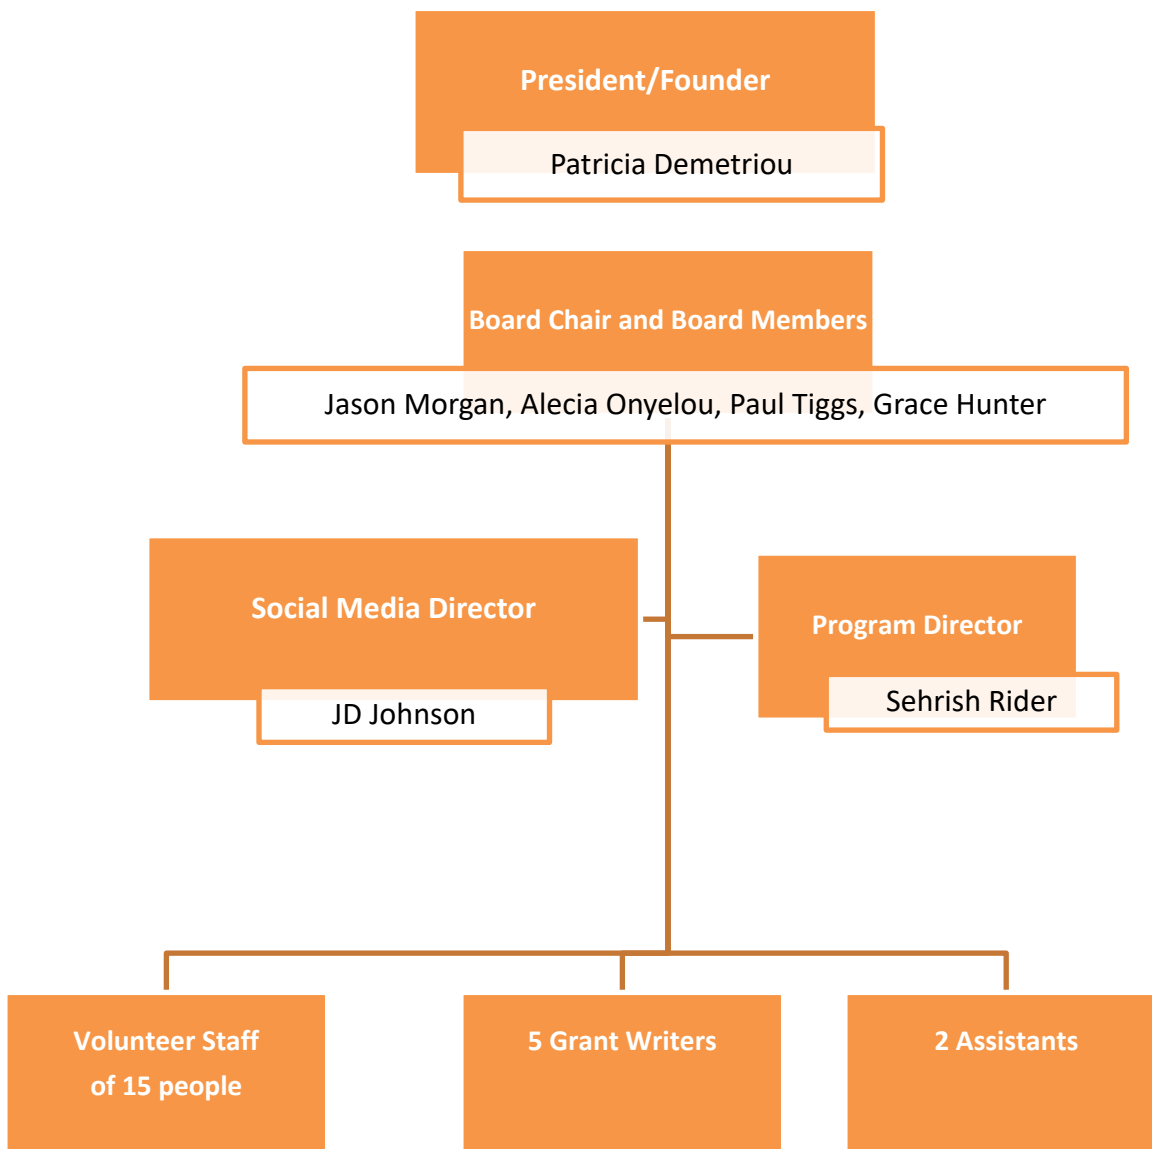 President/Founder
Patricia Demetriou
Board Chair and Board Members
Jason Morgan, Alecia Onyelou, Paul Tiggs, Grace Hunter
Social Media Director
JD Johnson
Program Director
Sehrish Rider
Volunteer Staff
of 15 people
5 Grant Writers
2 Assistants